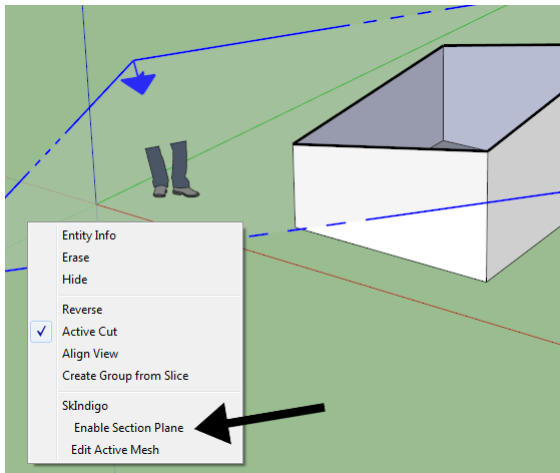 Entity Info
Erase
Hide
Reverse
Active Cut
Align View
Create Group from Slice
SkIndigo
Enable Section Plane
Edit Active Mesh